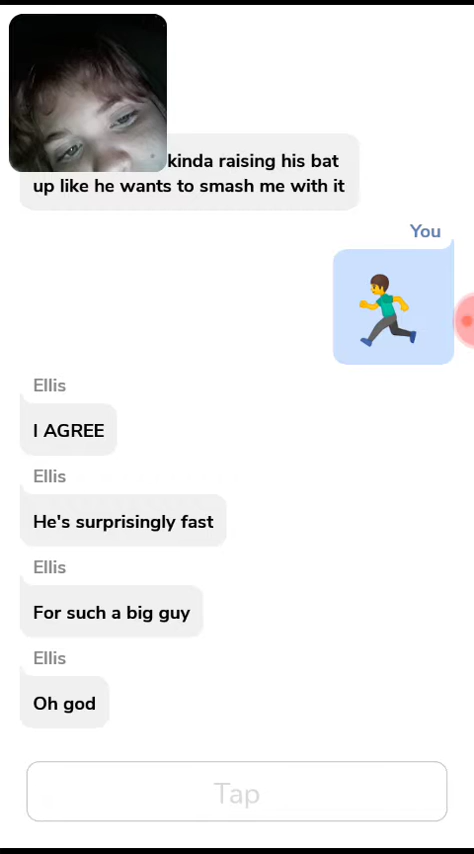 kinda raising his bat
up like he wants to smash me with it
You
Ellis
I AGREE
Ellis
He's surprisingly fast
Ellis
For such a big guy
Ellis
Oh god
Tap